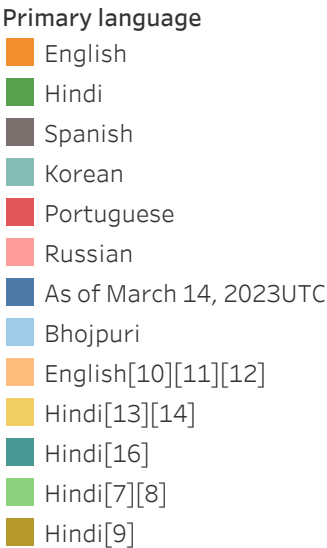 Primary language
English
Hindi
Spanish
Korean
Portuguese
Russian
As of March 14, 2023UTC
Bhojpuri
English[10][11][12]
Hindi[13][14]
Hindi[16]
Hindi[7][8]
Hindi[9]